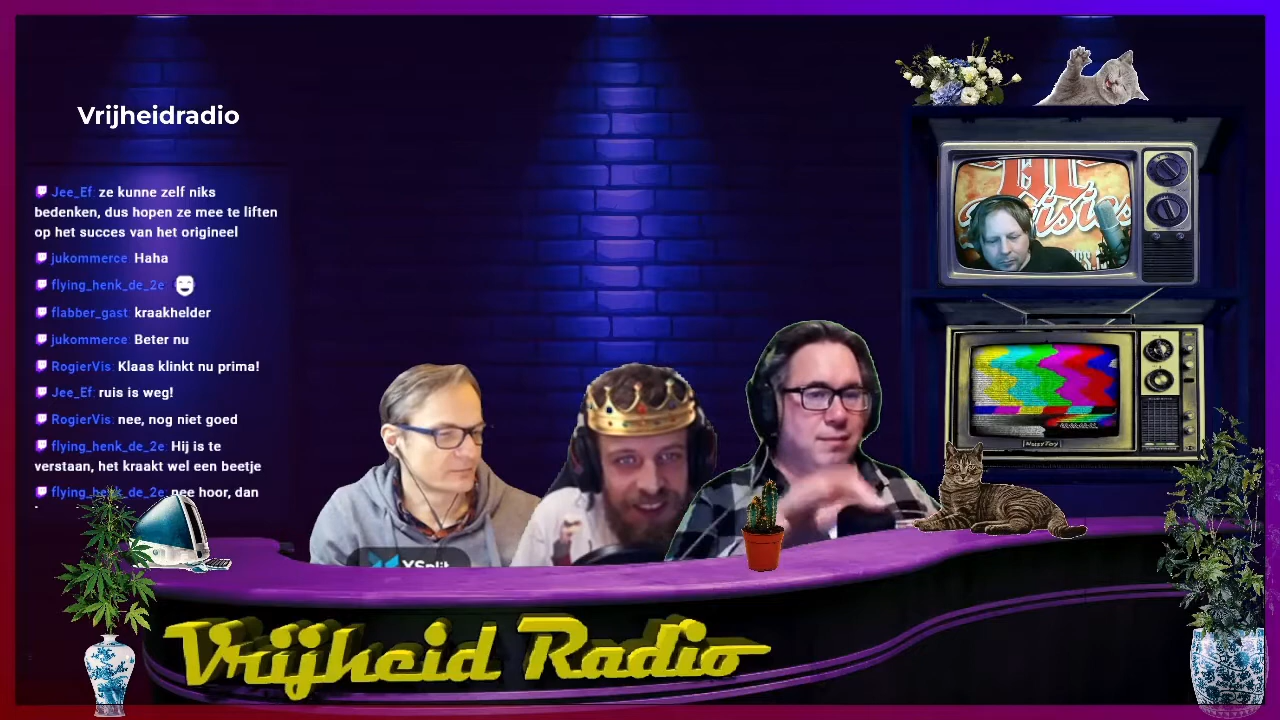 Vrijheidradio
Jee_Ef: ze kunne zelf niks
bedenken, dus hopen ze mee te liften
op het succes van het origineel
jukommerce: Haha
flying_henk_de_2e:
flabber_gast: kraakhelder
jukommerce: Beter nu
RogierVis: Klaas klinkt nu prima!
Jee_Ef: ruis is weg!
RogierVis: nee, nog niet goed
flying_henk_de_2e: Hij is te
verstaan, het kraakt wel een beetje
flying_henk_de_2e: nee hoor, dan
XSplit
Vrijheid Radio